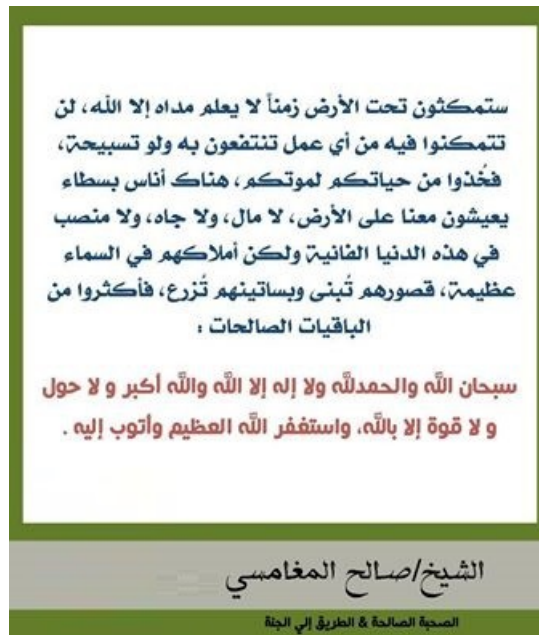 ستمكثون تحت الأرض زمناً لا يعلم مداه إلا الله، لن
تتمكنوا فيه من أي عمل تنتفعون به ولو تسبيحة،
فخُذوا من حياتكم لموتكم، هناك أناس بسطاء
يعيشون معنا على الأرض، لا مال، ولا جاه، ولا منصب
في هذه الدنيا الفانية ولكن أملاكهم في السماء
عظيمة، قصورهم تُبنى وبساتينهم تُزرع، فأكثروا من
الباقيات الصالحات :
سبحان الله والحمدلله ولا إله إلا الله والله أكبر و لا حول
و لا قوة إلا بالله، واستغفر الله العظيم وأتوب إليه .
الشيخ/صالح المغامسي
الصحبة الصالحة & الطريق إلي الجنة